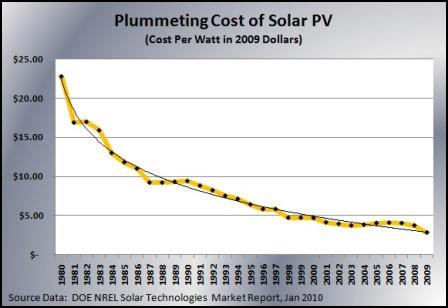 Plummeting Cost of Solar PV
(Cost Per Watt in 2009 Dollars)
$25.00
$20.00
$15.00
$10.00
$5.00
$-
1980 1981 1982 1983 1984 1985 1986 1987 1988 1989 1990 1991 1992 1993 1994 1995 1996 1997 1998 1999 2000 2001 2002 2003 2004 2005 2006 2007 2008 2009
Source Data: DOE NREL Solar Technologies Market Report, Jan 2010